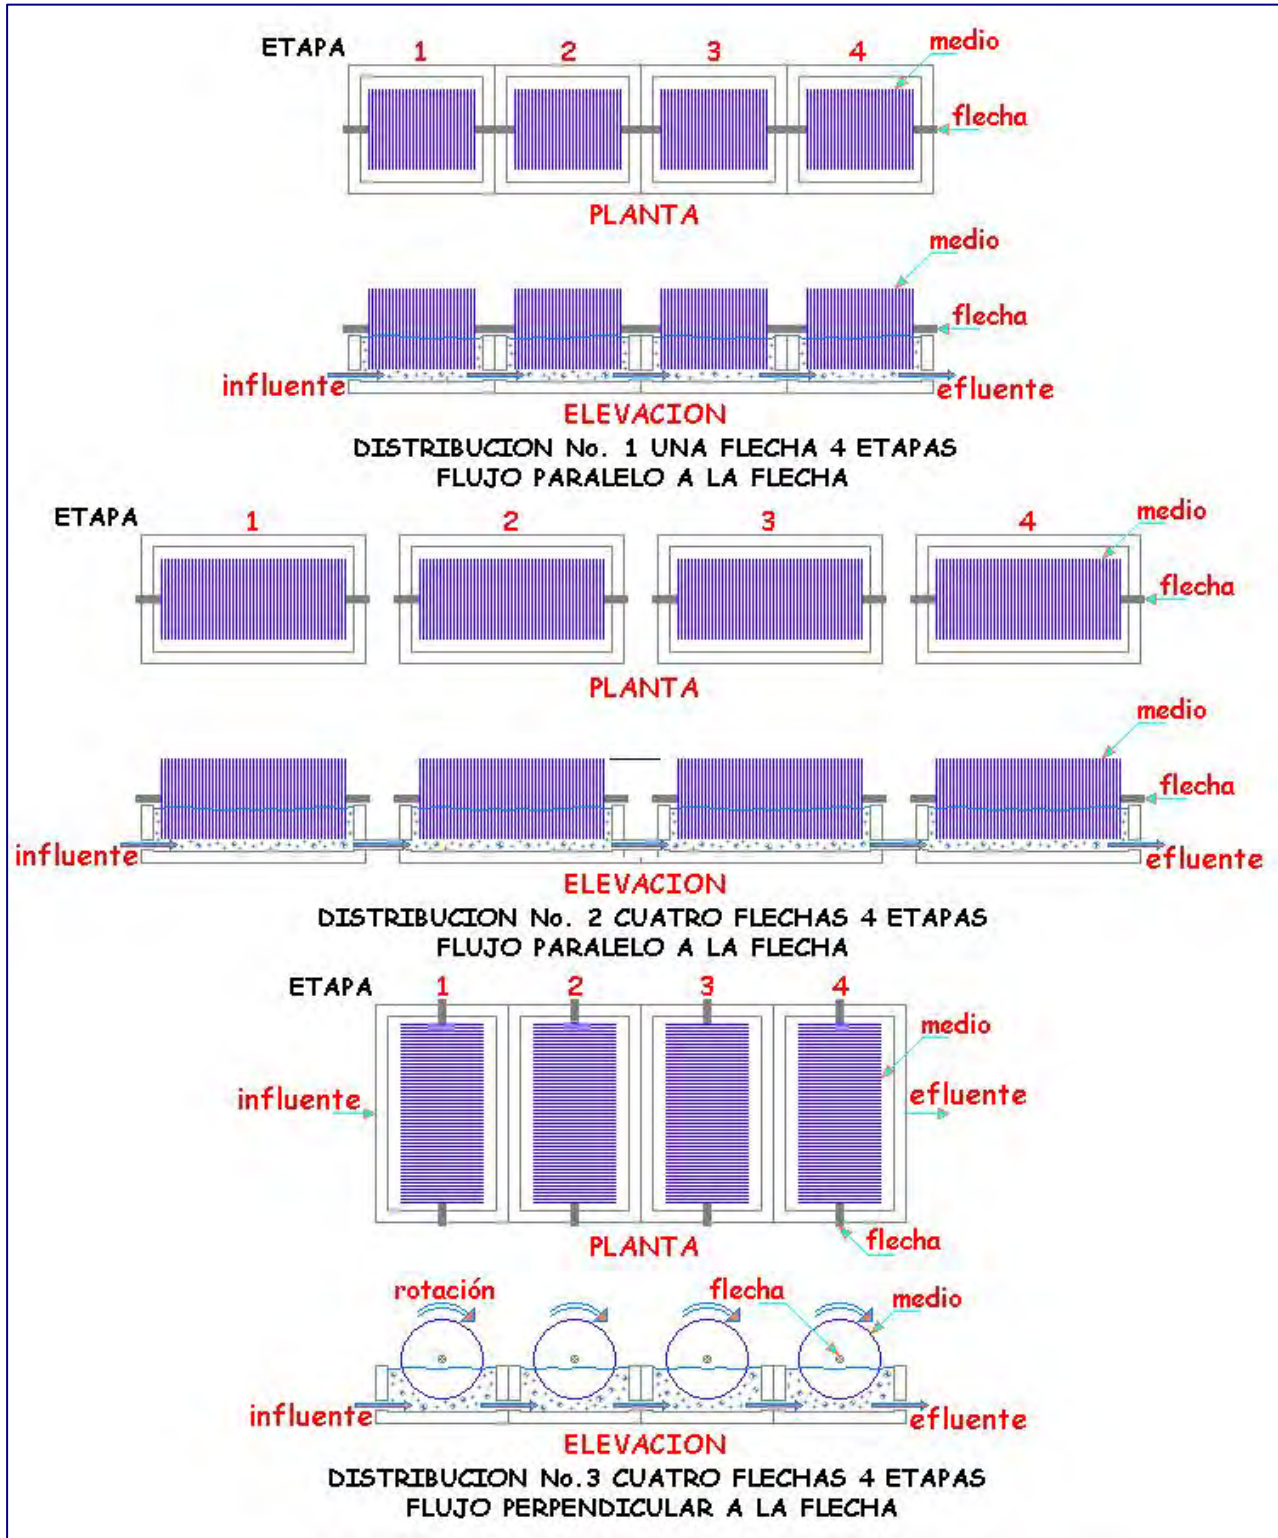 ETAPA 1 2 3 4 medio
flecha
PLANTA
medio
flecha
influente efluente
ELEVACION
DISTRIBUCION No. 1 UNA FLECHA 4 ETAPAS
FLUJO PARALELO A LA FLECHA
ETAPA 1 2 3 4 medio
flecha
PLANTA
medio
flecha
influente efluente
ELEVACION
DISTRIBUCION No. 2 CUATRO FLECHAS 4 ETAPAS
FLUJO PARALELO A LA FLECHA
ETAPA 1 2 3 4
medio
influente efluente
PLANTA flecha
rotación flecha medio
influente efluente
ELEVACION
DISTRIBUCION No.3 CUATRO FLECHAS 4 ETAPAS
FLUJO PERPENDICULAR A LA FLECHA